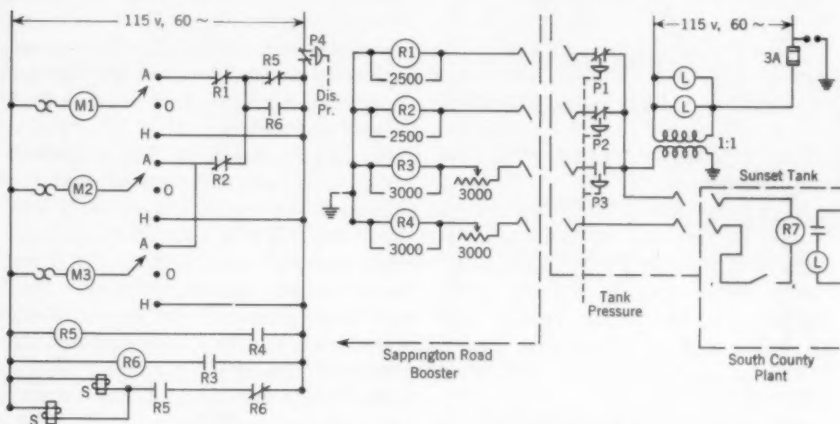 115 v, 60 ~
P4
Dis.
Pr.
A
R1
R5
M1
O
R6
H
A
R2
M2
O
H
A
M3
O
H
R5
R4
R6
R3
S
R5
R6
S
R1
2500
R2
2500
R3
3000
3000
R4
3000
3000
Sappington Road
Booster
P1
P2
P3
Tank
Pressure
115 v, 60 ~
3A
L
L
1:1
Sunset Tank
R7
L
South County
Plant